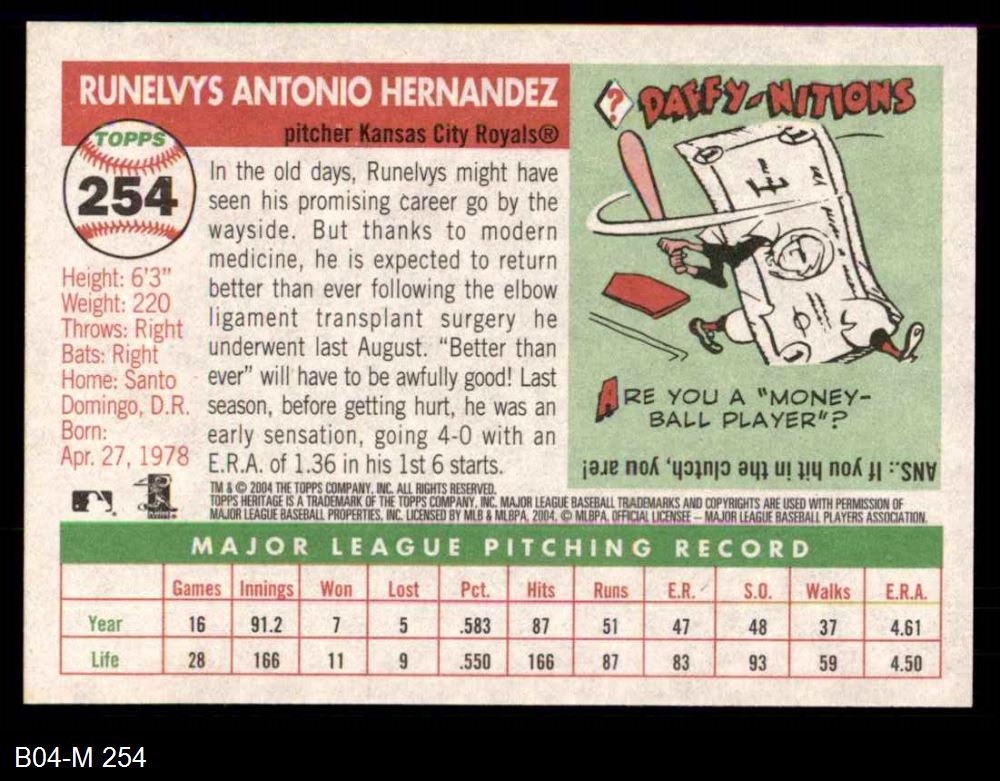 RUNELVYS ANTONIO HERNANDEZ
pitcher Kansas City Royals®
TOPPS
254
Height: 6'3"
Weight: 220
Throws: Right
Bats: Right
Home: Santo
Domingo, D.R.
Born:
Apr. 27, 1978
In the old days, Runelvys might have
seen his promising career go by the
wayside. But thanks to modern
medicine, he is expected to return
better than ever following the elbow
ligament transplant surgery he
underwent last August. "Better than
ever" will have to be awfully good! Last
season, before getting hurt, he was an
early sensation, going 4-0 with an
E.R.A. of 1.36 in his 1st 6 starts.
? DAFFY-NITIONS
ARE YOU A "MONEY-
BALL PLAYER"?
ANS.: If you hit in the clutch, you are!
TM & © 2004 THE TOPPS COMPANY, INC. ALL RIGHTS RESERVED.
TOPPS HERITAGE IS A TRADEMARK OF THE TOPPS COMPANY, INC. MAJOR LEAGUE BASEBALL TRADEMARKS AND COPYRIGHTS ARE USED WITH PERMISSION OF
MAJOR LEAGUE BASEBALL PROPERTIES, INC. LICENSED BY MLB & MLBPA, 2004. © MLBPA. OFFICIAL LICENSEE – MAJOR LEAGUE BASEBALL PLAYERS ASSOCIATION.
MAJOR LEAGUE PITCHING RECORD
Games Innings Won Lost Pct. Hits Runs E.R. S.O. Walks E.R.A.
Year 16 91.2 7 5 .583 87 51 47 48 37 4.61
Life 28 166 11 9 .550 166 87 83 93 59 4.50
B04-M 254